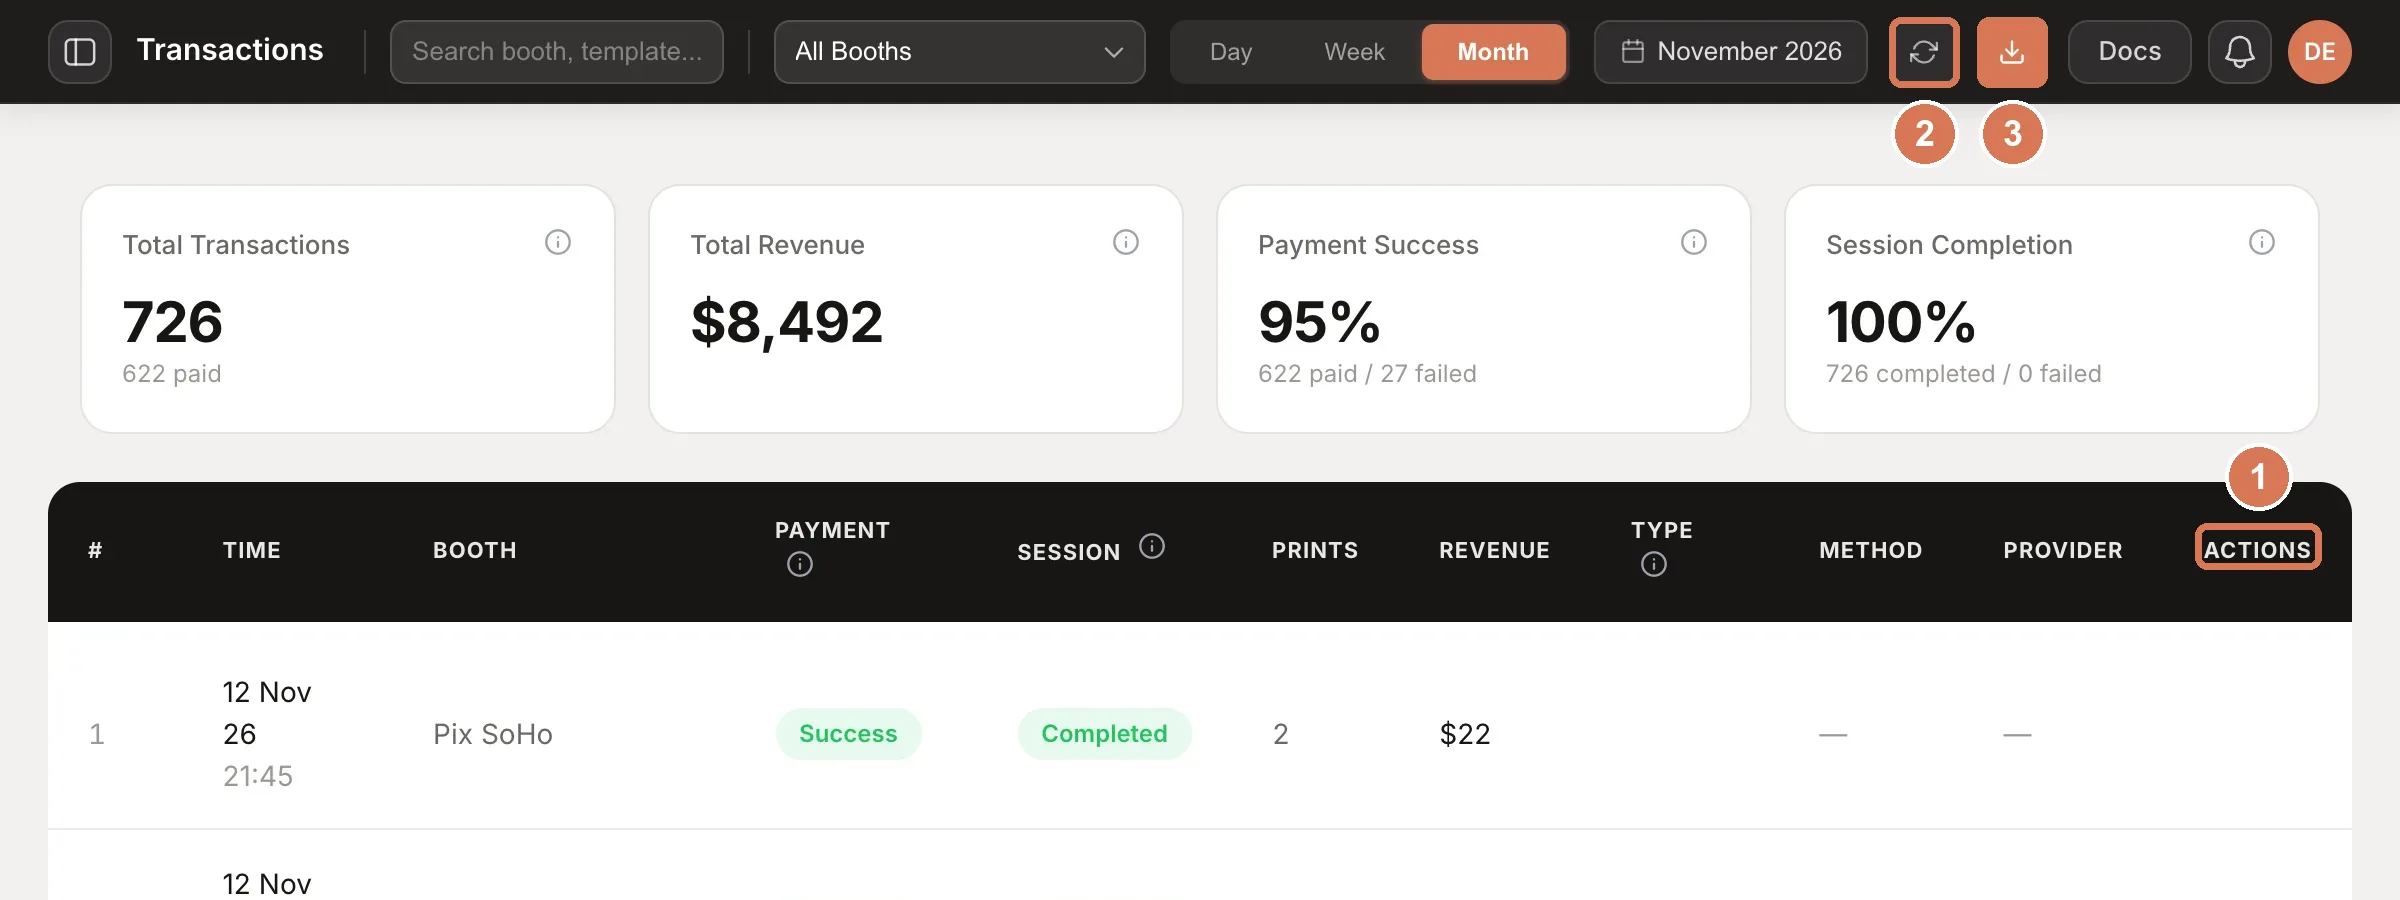 Transactions
Search booth, template...
All Booths
Day
Week
Month
November 2026
Docs
DE
2
3
Total Transactions
726
622 paid
Total Revenue
$8,492
Payment Success
95%
622 paid / 27 failed
Session Completion
100%
726 completed / 0 failed
1
#
TIME
BOOTH
PAYMENT
SESSION
PRINTS
REVENUE
TYPE
METHOD
PROVIDER
ACTIONS
1
12 Nov
26
21:45
Pix SoHo
Success
Completed
2
$22
—
—
12 Nov